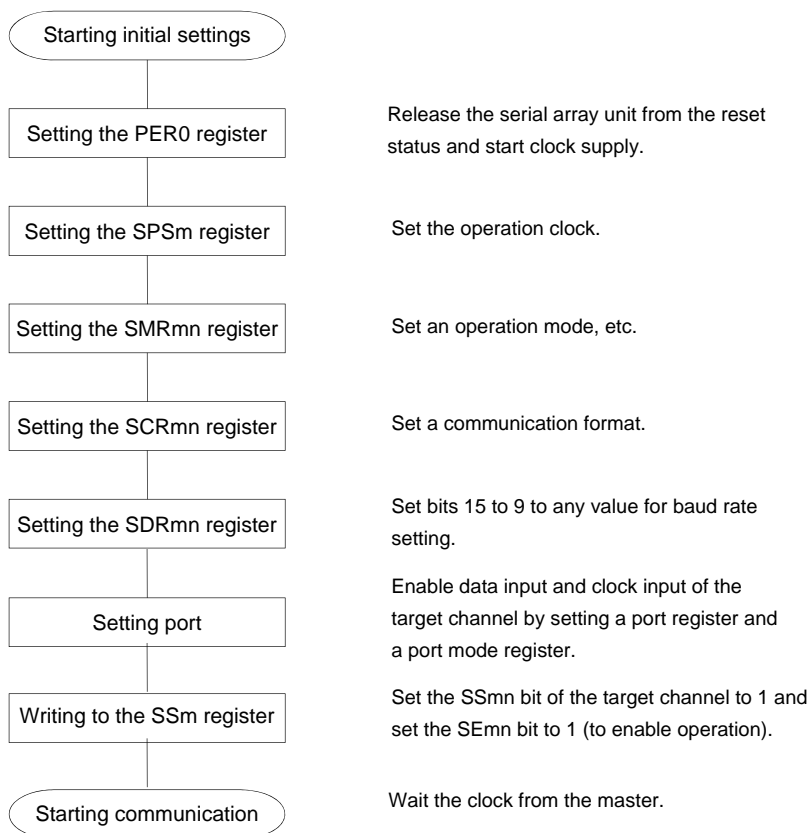 Starting initial settings
Setting the PER0 register
Release the serial array unit from the reset
status and start clock supply.
Setting the SPSm register
Set the operation clock.
Setting the SMRmn register
Set an operation mode, etc.
Setting the SCRmn register
Set a communication format.
Setting the SDRmn register
Set bits 15 to 9 to any value for baud rate
setting.
Setting port
Enable data input and clock input of the
target channel by setting a port register and
a port mode register.
Writing to the SSm register
Set the SSmn bit of the target channel to 1 and
set the SEmn bit to 1 (to enable operation).
Starting communication
Wait the clock from the master.